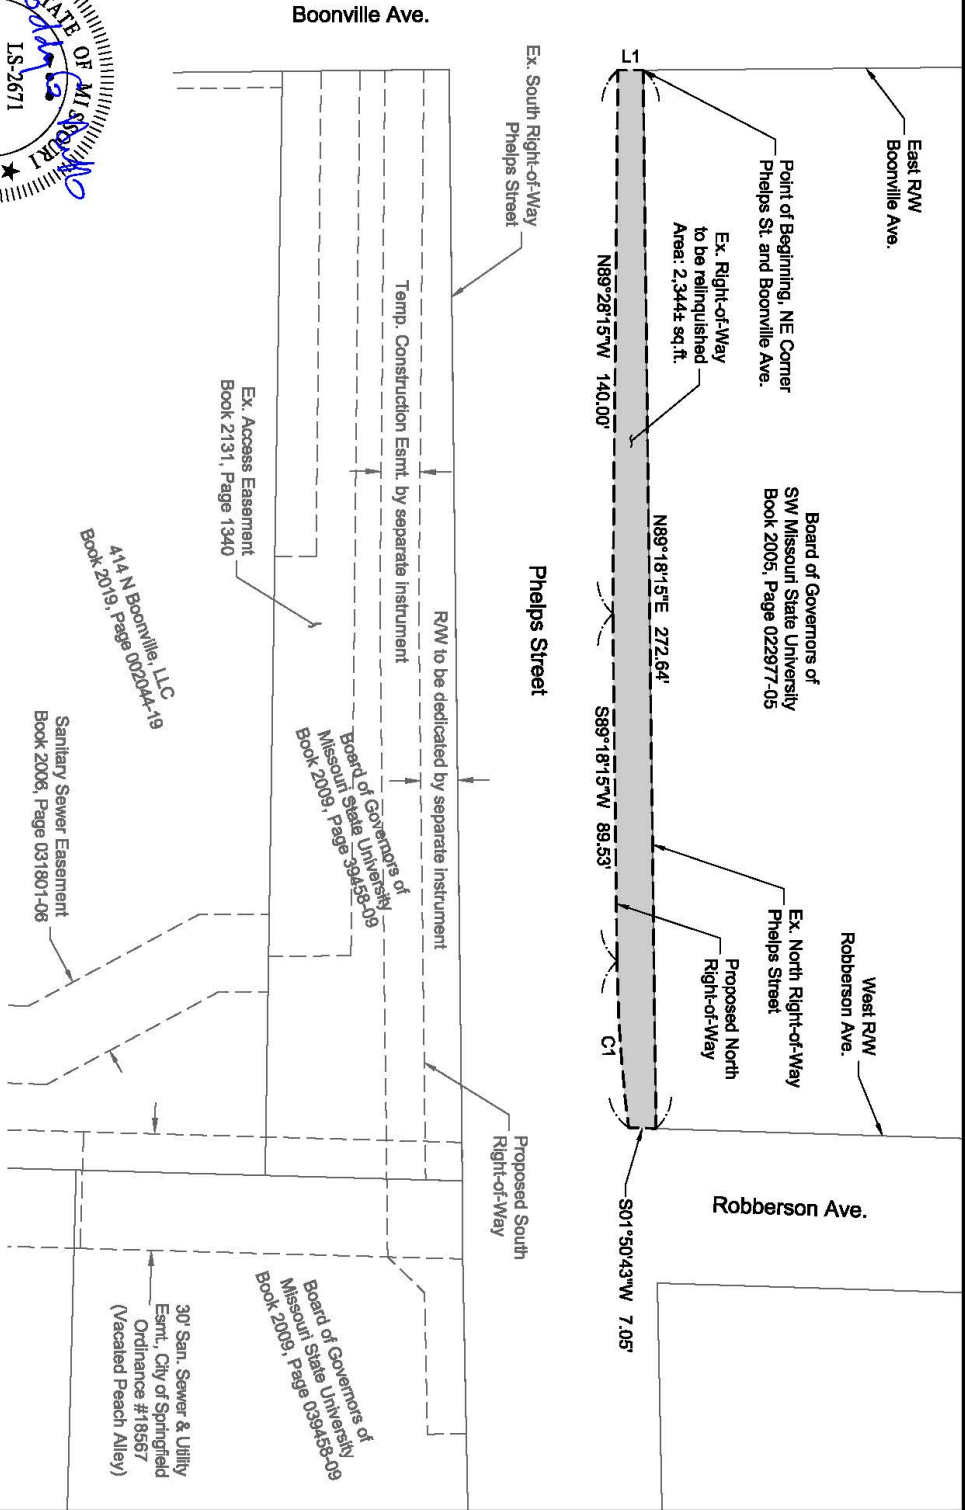 Boonville Ave.
East R/W
Boonville Ave.
Point of Beginning, NE Corner
Phelps St. and Boonville Ave.
L1
Ex. Right-of-Way
to be relinquished
Area: 2,344± sq.ft.
N89°28'15"W 140.00'
Board of Governors of
SW Missouri State University
Book 2005, Page 022977-05
N89°18'15"E 272.64'
S89°18'15"W 89.53'
West R/W
Robberson Ave.
Ex. North Right-of-Way
Phelps Street
Proposed North
Right-of-Way
C1
Robberson Ave.
S01°50'43"W 7.05'
Phelps Street
Ex. South Right-of-Way
Phelps Street
Temp. Construction Esmt. by separate instrument
R/W to be dedicated by separate instrument
Proposed South
Right-of-Way
Ex. Access Easement
Book 2131, Page 1340
Board of Governors of
Missouri State University
Book 2009, Page 39458-09
414 N Boonville, LLC
Book 2019, Page 002044-19
Sanitary Sewer Easement
Book 2006, Page 031801-06
Board of Governors of
Missouri State University
Book 2009, Page 039458-09
30' San. Sewer & Utility
Esmt, City of Springfield
Ordinance #18567
(Vacated Peach Alley)
ATE OF MISSOURI
LS-2671